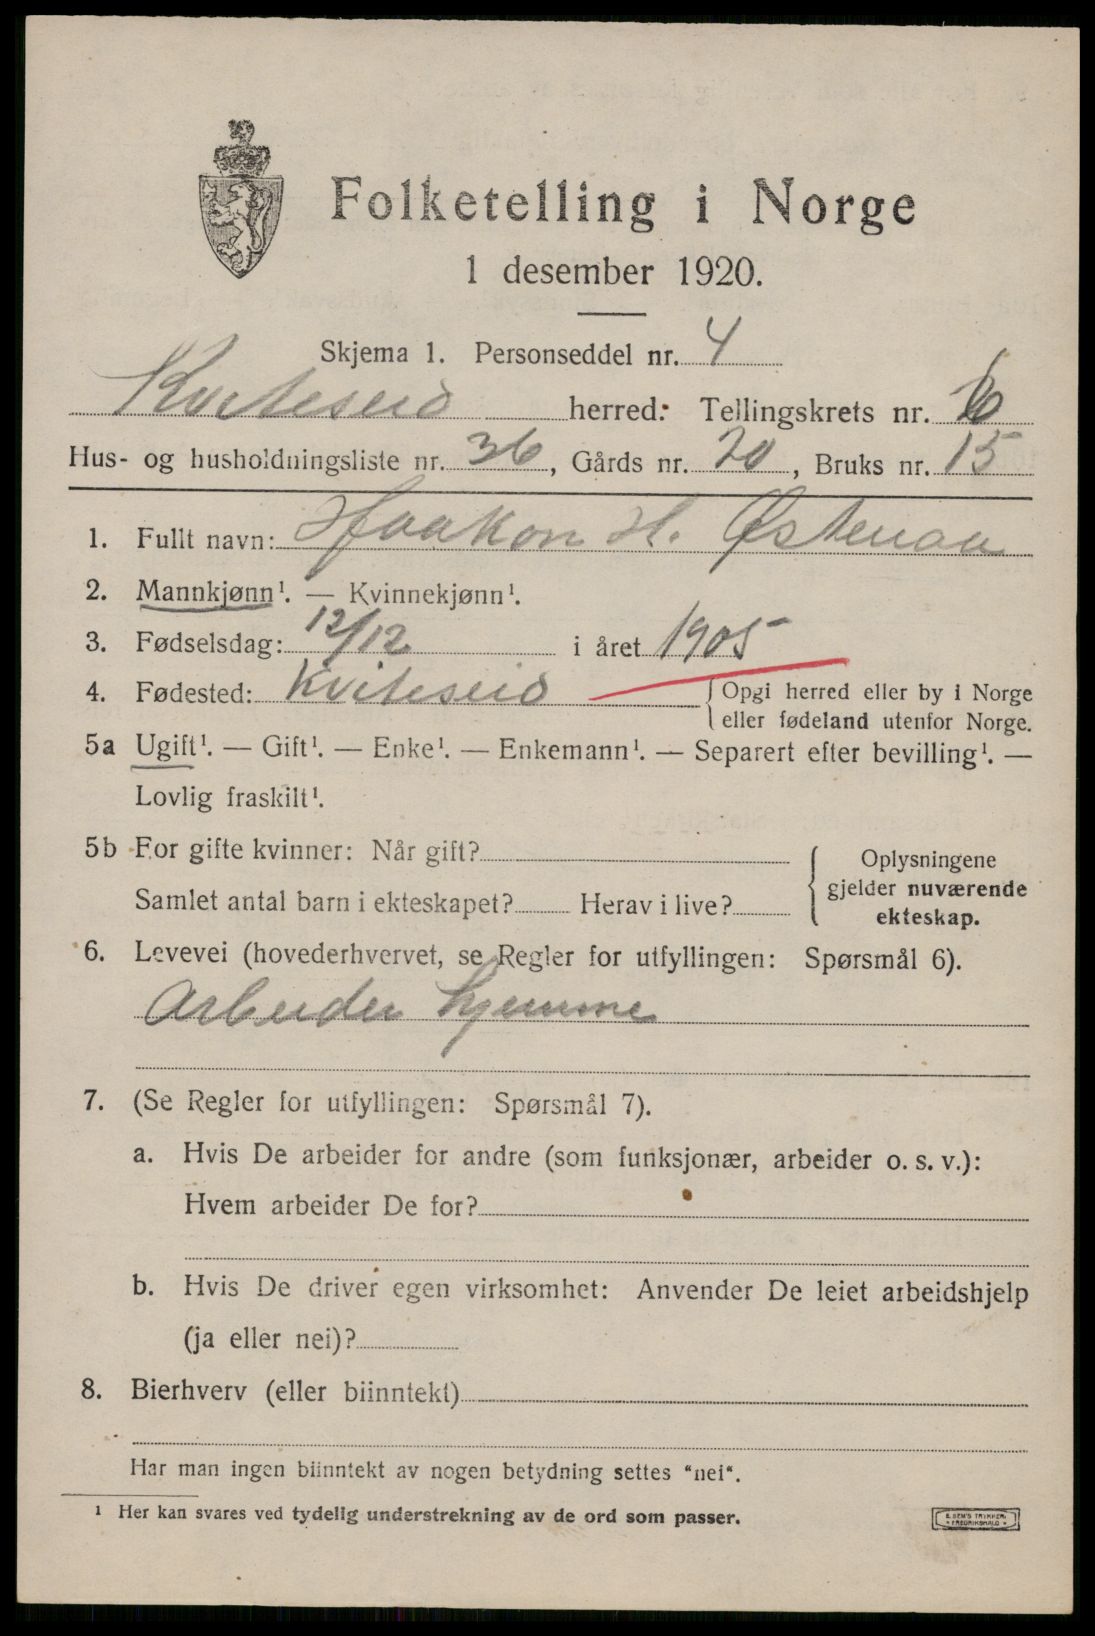 Folketelling i Norge
1 desember 1920.
Skjema 1. Personseddel nr. 4
Kviteseid herred: Tellingskrets nr. 6
Hus- og husholdningsliste nr. 36, Gårds nr. 20, Bruks nr. 15
1. Fullt navn: Haakon H. Østenaa
2. Mannkjønn¹. — Kvinnekjønn¹.
3. Fødselsdag: 12/12 i året 1905
4. Fødested: Kviteseid {Opgi herred eller by i Norge
eller fødeland utenfor Norge.
5a Ugift¹. — Gift¹. — Enke¹. — Enkemann¹. — Separert efter bevilling¹. —
Lovlig fraskilt¹.
5b For gifte kvinner: Når gift?
Samlet antal barn i ekteskapet? Herav i live?
{Oplysningene
gjelder nuværende
ekteskap.
6. Levevei (hovederhvervet, se Regler for utfyllingen: Spørsmål 6).
Arbeider hjemme
7. (Se Regler for utfyllingen: Spørsmål 7).
a. Hvis De arbeider for andre (som funksjonær, arbeider o. s. v.):
Hvem arbeider De for?
b. Hvis De driver egen virksomhet: Anvender De leiet arbeidshjelp
(ja eller nei)?
8. Bierhverv (eller biinntekt)
Har man ingen biinntekt av nogen betydning settes "nei".
¹ Her kan svares ved tydelig understrekning av de ord som passer.
E. SEM'S TRYKKERI
FREDRIKSHALD